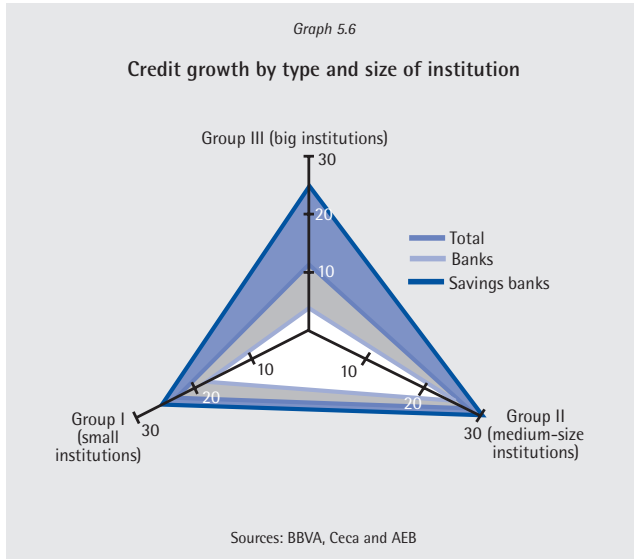 Graph 5.6
Credit growth by type and size of institution
Group III (big institutions)
30
20
10
Total
Banks
Savings banks
10
10
20
20
30
30
Group I
(small
institutions)
Group II
(medium-size
institutions)
Sources: BBVA, Ceca and AEB